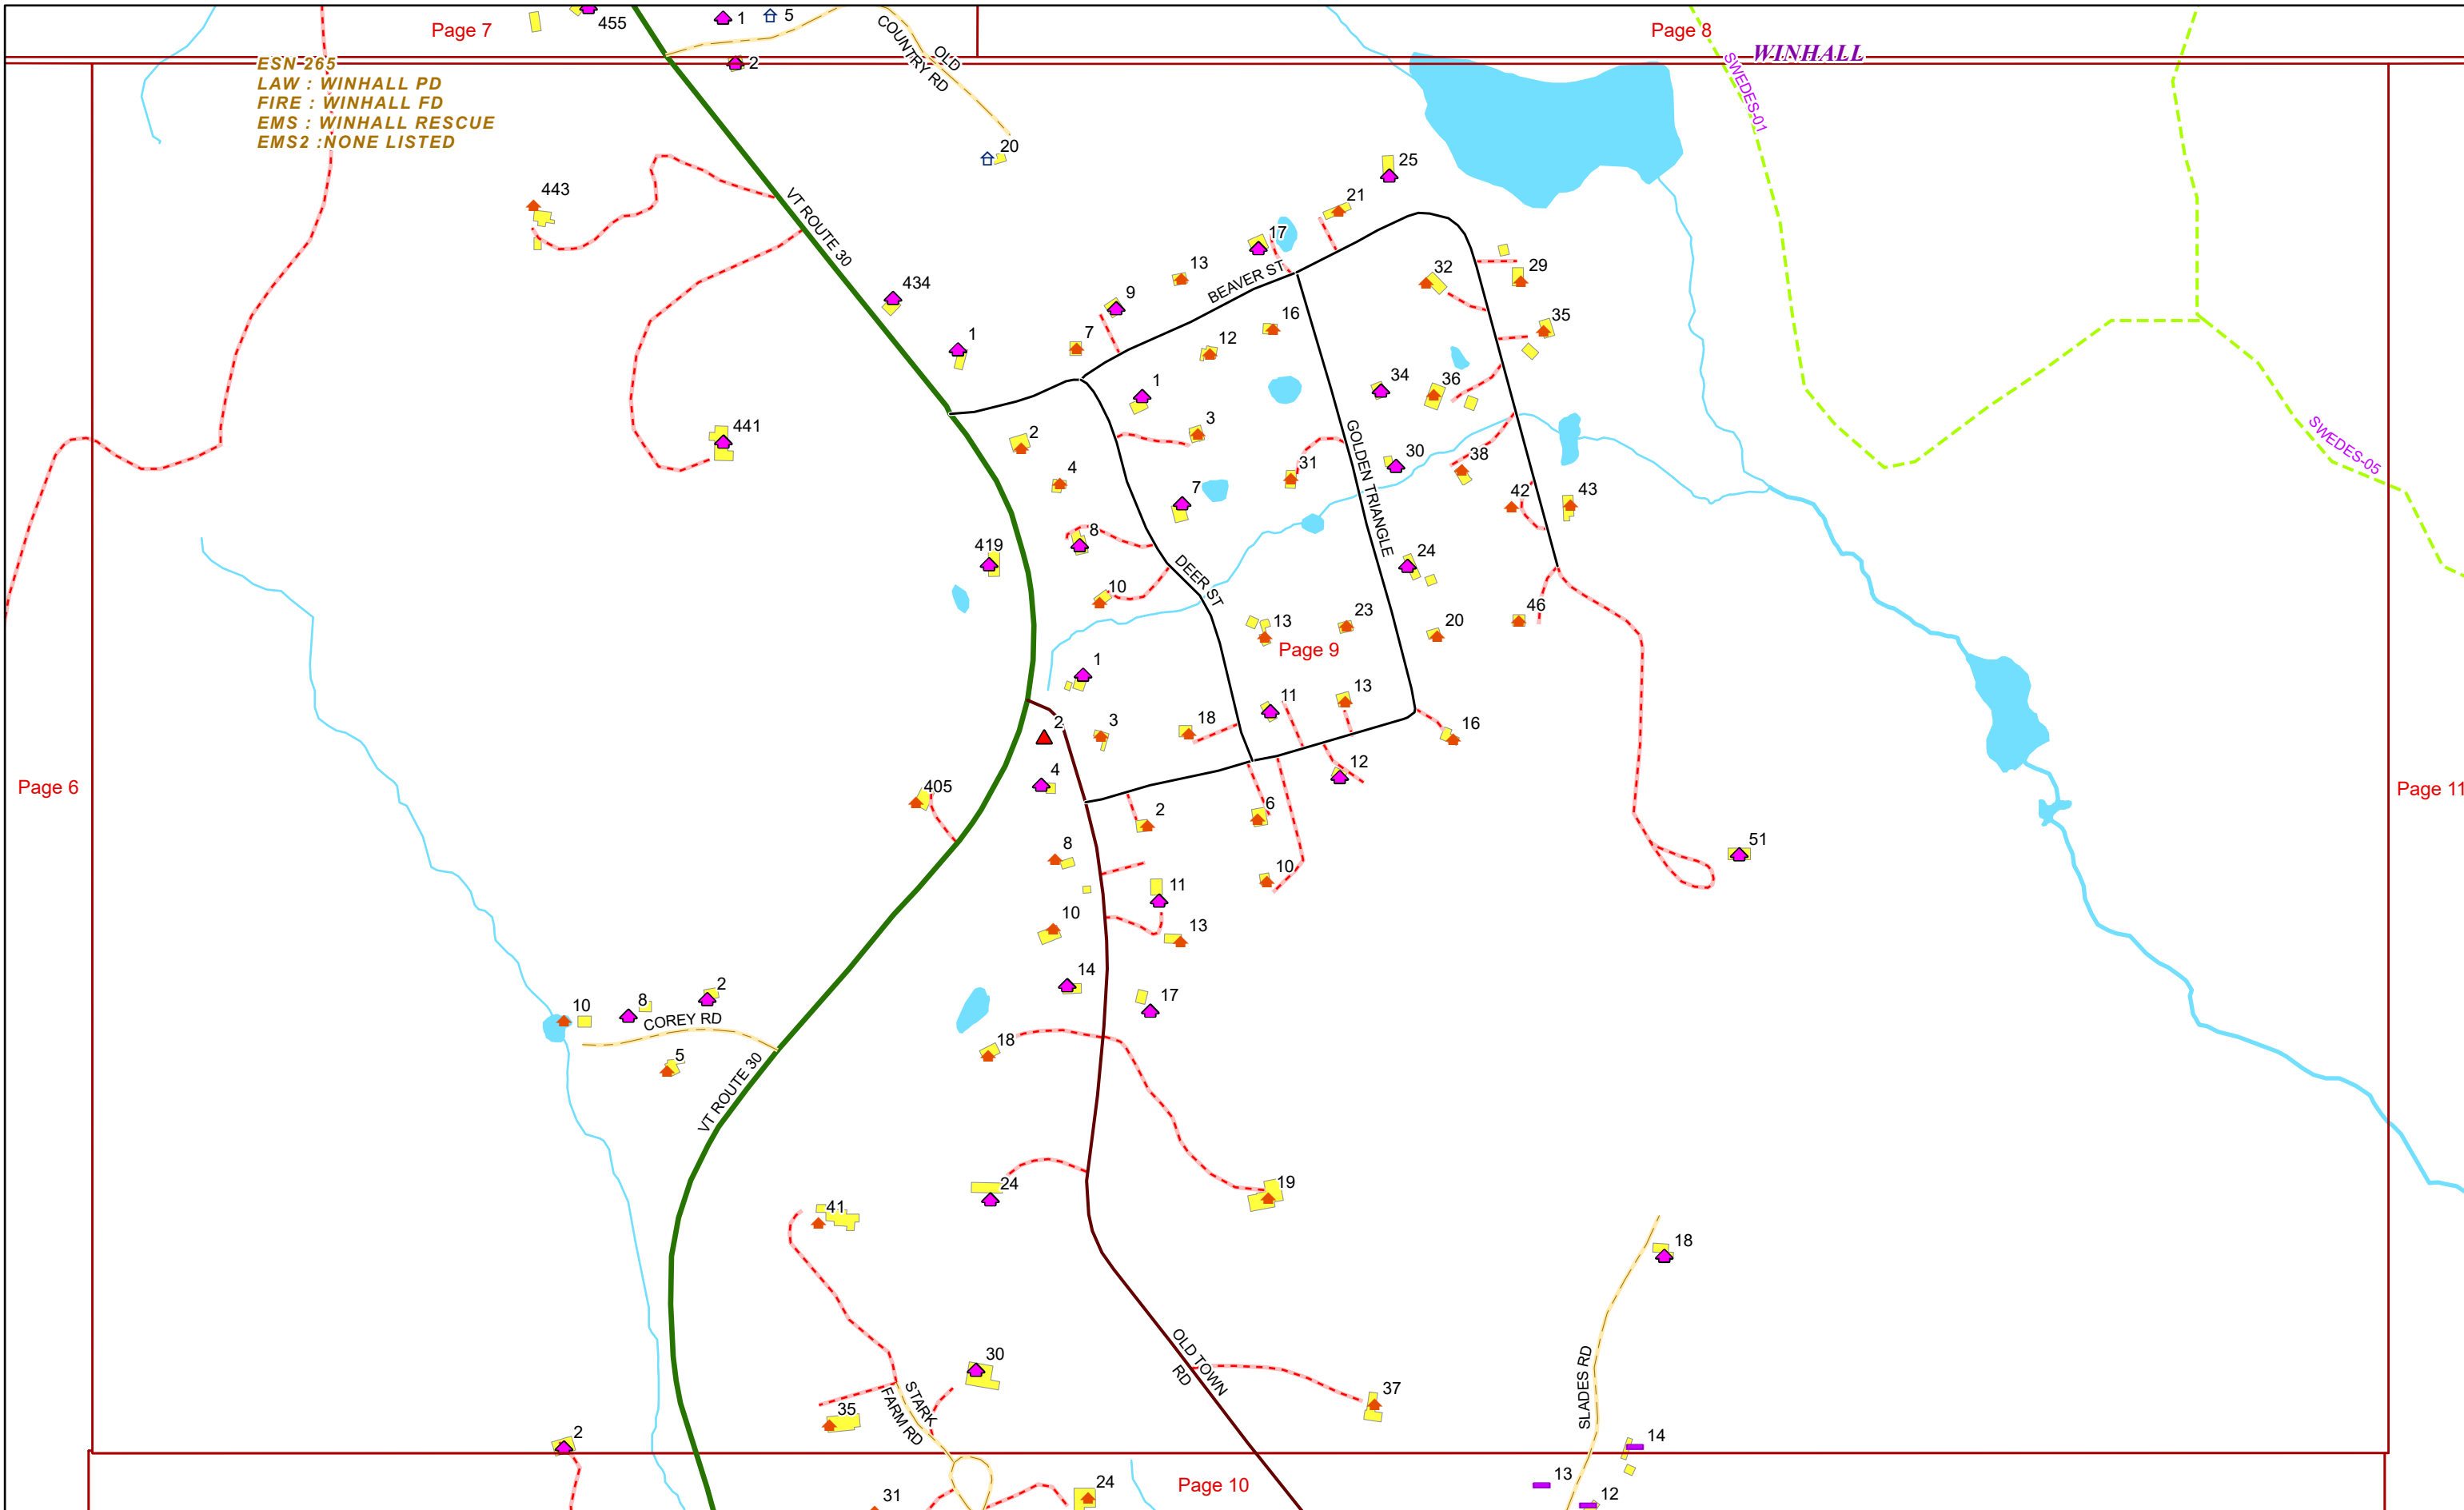 455
1
5
Page 7
Page 8
WINHALL
OLD
COUNTRY RD
2
ESN 265
LAW : WINHALL PD
FIRE : WINHALL FD
EMS : WINHALL RESCUE
EMS2 :NONE LISTED
SWEDES-01
20
25
443
21
VT ROUTE 30
17
13
BEAVER ST
32
29
434
9
16
35
1
7
12
1
34
36
3
441
2
GOLDEN TRIANGLE
SWEDES-05
4
31
30
38
7
42
43
8
419
24
DEER ST
10
13
23
20
46
Page 9
1
11
13
2
3
18
16
4
12
Page 6
405
Page 11
2
6
8
51
10
11
10
13
14
17
2
8
10
COREY RD
18
5
VT ROUTE 30
24
19
41
18
OLD TOWN
RD
30
SLADES RD
STARK
FARM RD
37
35
2
14
13
24
Page 10
31
12